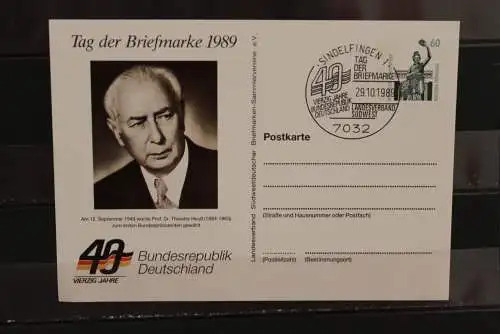 Tag der Briefmarke 1989
Am 12. September 1949 wurde Prof. Dr. Theodor Heuß (1884-1963)
zum ersten Bundespräsidenten gewählt
40
VIERZIG JAHRE
Bundesrepublik
Deutschland
Landesverband Südwestdeutscher Briefmarken-Sammlervereine e.V.
SINDELFINGEN
40
VIERZIG JAHRE
BUNDESREPUBLIK
DEUTSCHLAND
TAG
DER
BRIEFMARKE
29.10.1989
LANDESVERBAND
SÜDWEST
7032
60
Postkarte
(Straße und Hausnummer oder Postfach)
(Postleitzahl) (Bestimmungsort)